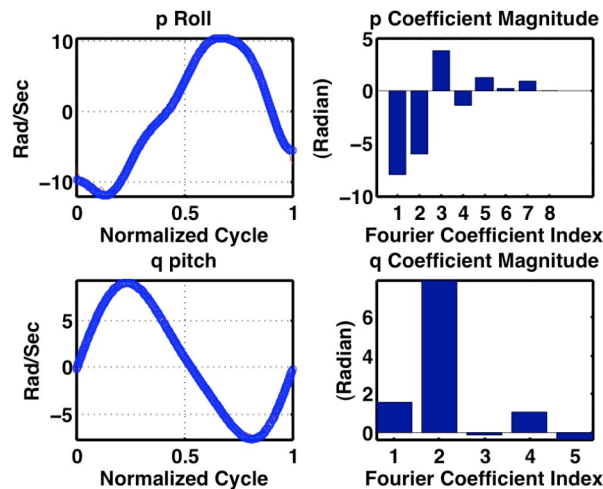 p Roll
Rad/Sec
10
0
−10
0
0.5
1
Normalized Cycle
p Coefficient Magnitude
(Radian)
5
0
−5
−10
1 2 3 4 5 6 7 8
Fourier Coefficient Index
q pitch
Rad/Sec
5
0
−5
0
0.5
1
Normalized Cycle
q Coefficient Magnitude
(Radian)
6
4
2
0
1 2 3 4 5
Fourier Coefficient Index